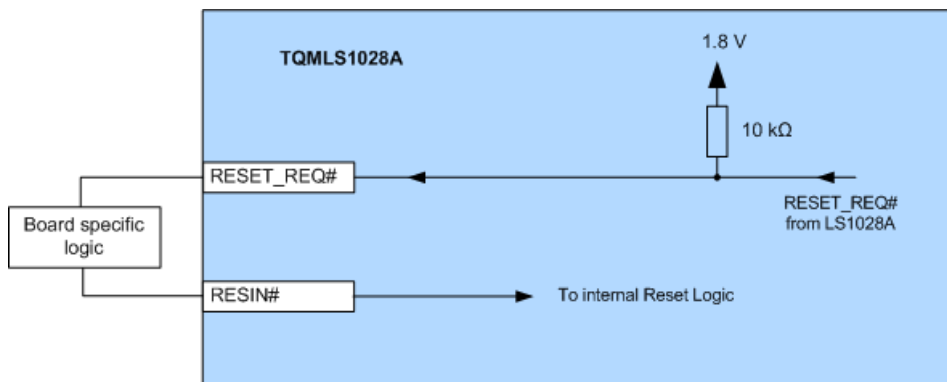 1.8 V
TQMLS1028A
10 kΩ
RESET_REQ#
RESET_REQ#
from LS1028A
Board specific
logic
RESIN#
To internal Reset Logic